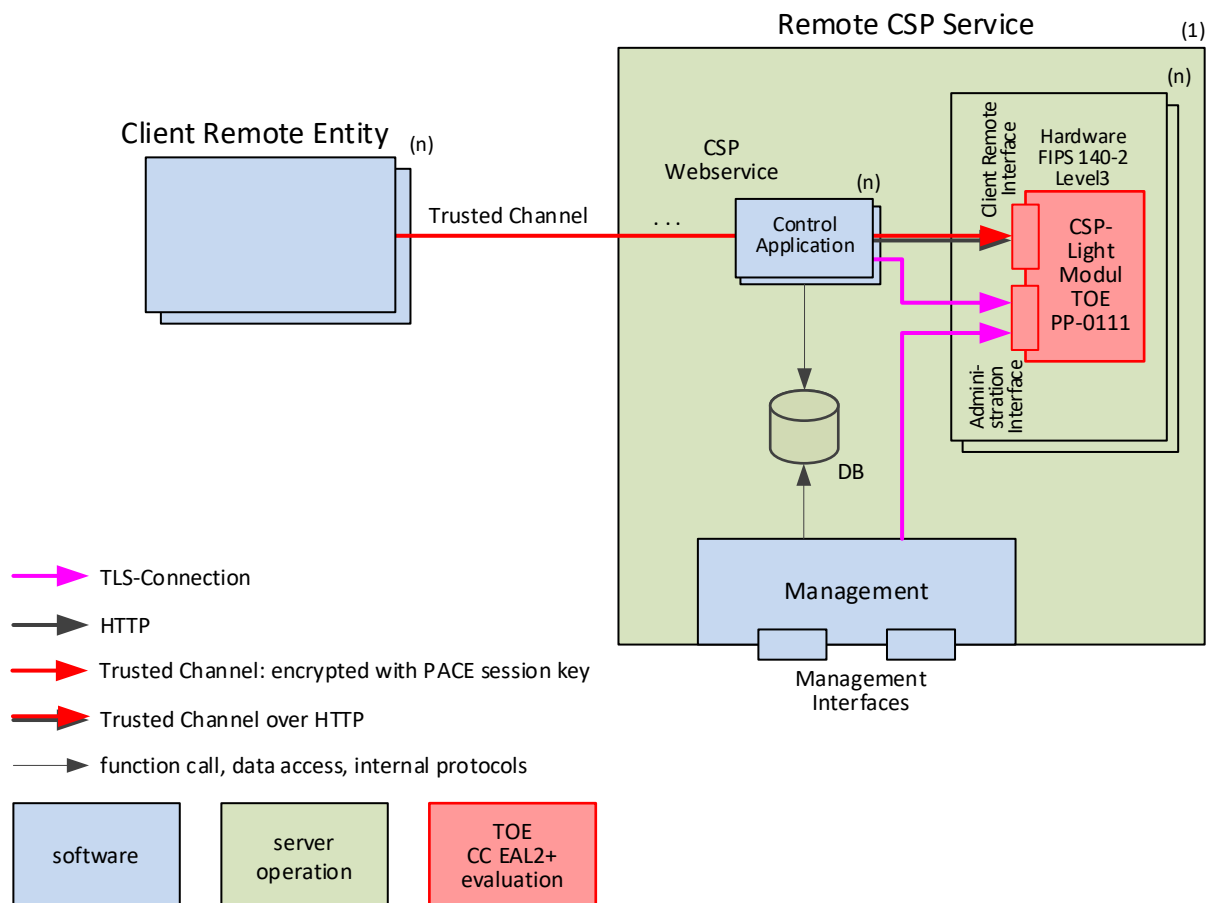 Remote CSP Service
(1)
(n)
Client Remote Entity
(n)
CSP
Webservice
(n)
Client Remote
Interface
Hardware
FIPS 140-2
Level3
Trusted Channel
. . .
Control
Application
CSP-
Light
Modul
TOE
PP-0111
Admini-
stration
Interface
DB
Management
Management
Interfaces
TLS-Connection
HTTP
Trusted Channel: encrypted with PACE session key
Trusted Channel over HTTP
function call, data access, internal protocols
software
server
operation
TOE
CC EAL2+
evaluation